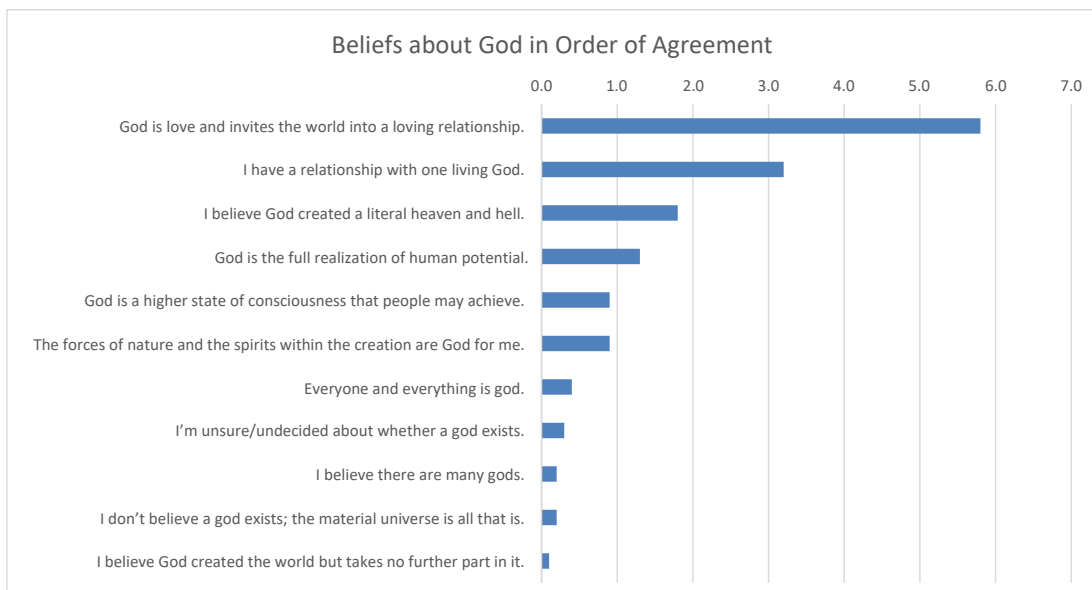 Beliefs about God in Order of Agreement
0.0 1.0 2.0 3.0 4.0 5.0 6.0 7.0
God is love and invites the world into a loving relationship.
I have a relationship with one living God.
I believe God created a literal heaven and hell.
God is the full realization of human potential.
God is a higher state of consciousness that people may achieve.
The forces of nature and the spirits within the creation are God for me.
Everyone and everything is god.
I’m unsure/undecided about whether a god exists.
I believe there are many gods.
I don’t believe a god exists; the material universe is all that is.
I believe God created the world but takes no further part in it.